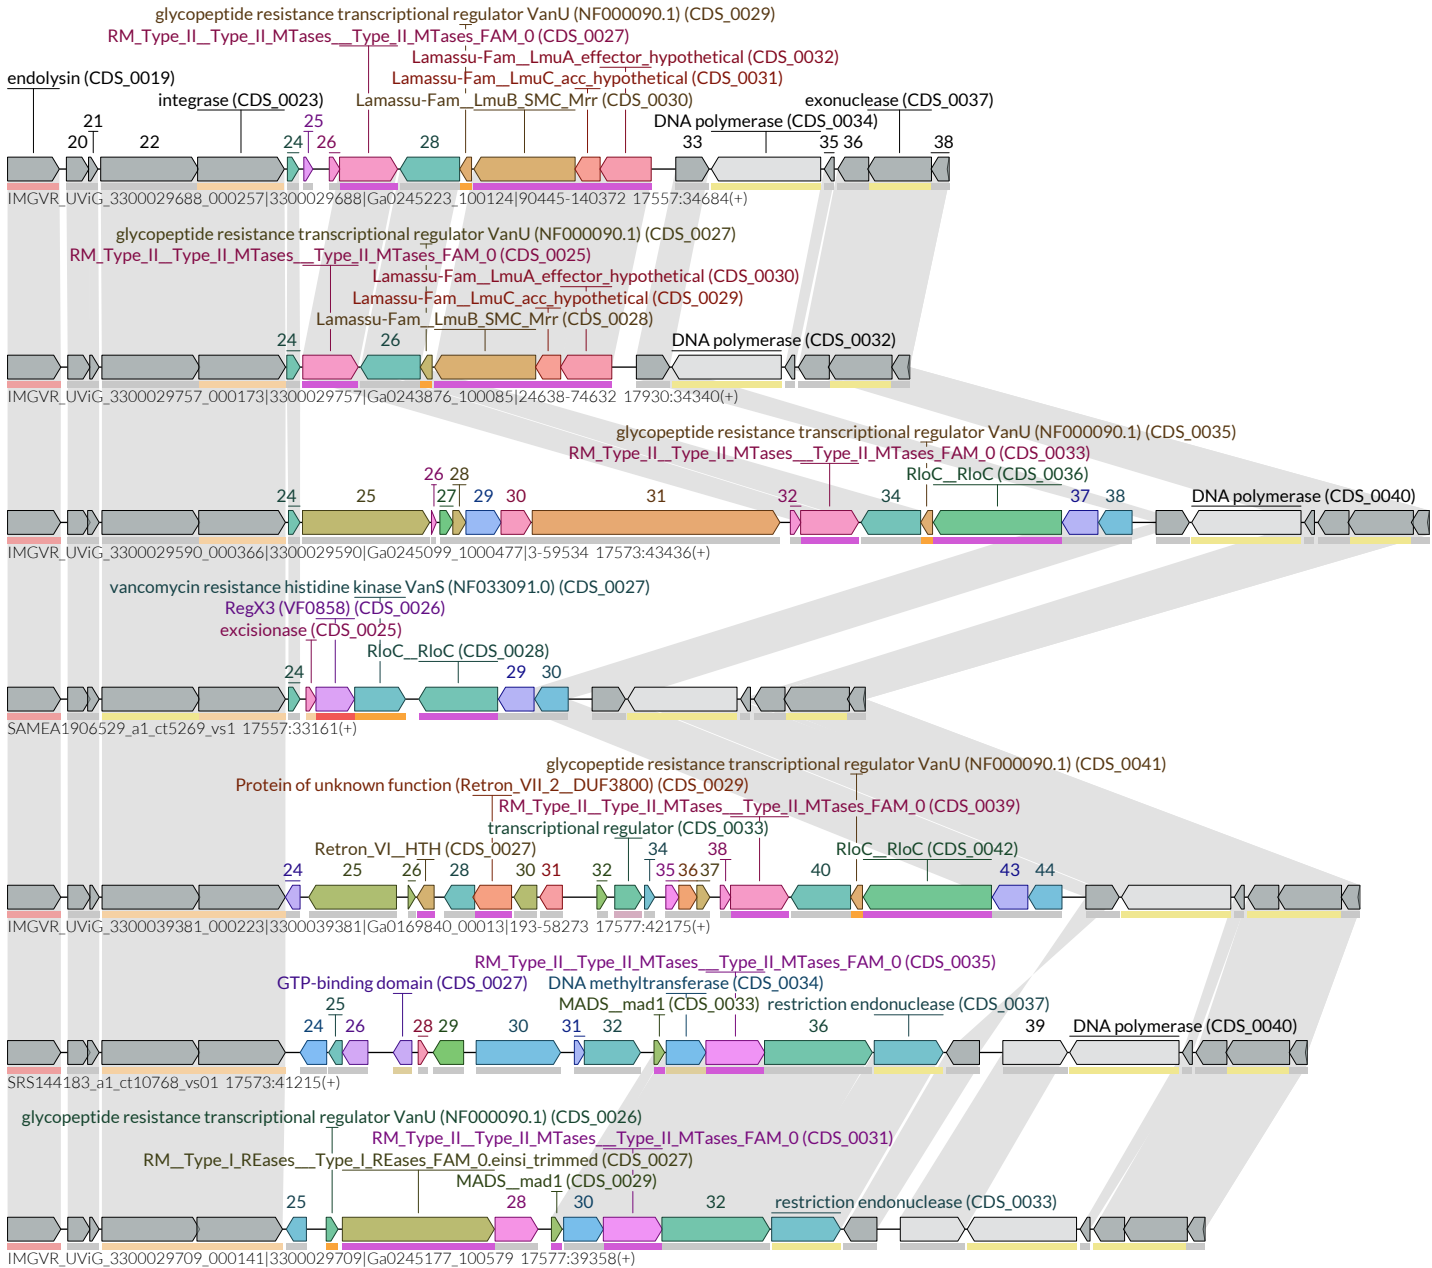 glycopeptide resistance transcriptional regulator VanU (NF000090.1) (CDS_0029)
RM_Type_II__Type_II_MTases___Type_II_MTases_FAM_0 (CDS_0027)
Lamassu-Fam__LmuA_effector_hypothetical (CDS_0032)
endolysin (CDS_0019)
Lamassu-Fam__LmuC_acc_hypothetical (CDS_0031)
integrase (CDS_0023)
Lamassu-Fam__LmuB_SMC_Mrr (CDS_0030)
exonuclease (CDS_0037)
21 25 DNA polymerase (CDS_0034)
20 22 24 26 28 33 35 36 38
IMGVR_UViG_3300029688_000257|3300029688|Ga0245223_100124|90445-140372 17557:34684(+)
glycopeptide resistance transcriptional regulator VanU (NF000090.1) (CDS_0027)
RM_Type_II__Type_II_MTases___Type_II_MTases_FAM_0 (CDS_0025)
Lamassu-Fam__LmuA_effector_hypothetical (CDS_0030)
Lamassu-Fam__LmuC_acc_hypothetical (CDS_0029)
Lamassu-Fam__LmuB_SMC_Mrr (CDS_0028)
24 26 DNA polymerase (CDS_0032)
IMGVR_UViG_3300029757_000173|3300029757|Ga0243876_100085|24638-74632 17930:34340(+)
glycopeptide resistance transcriptional regulator VanU (NF000090.1) (CDS_0035)
RM_Type_II__Type_II_MTases___Type_II_MTases_FAM_0 (CDS_0033)
26 28 RloC__RloC (CDS_0036)
24 25 27 29 30 31 32 34 37 38 DNA polymerase (CDS_0040)
IMGVR_UViG_3300029590_000366|3300029590|Ga0245099_1000477|3-59534 17573:43436(+)
vancomycin resistance histidine kinase VanS (NF033091.0) (CDS_0027)
RegX3 (VF0858) (CDS_0026)
excisionase (CDS_0025)
RloC__RloC (CDS_0028)
24 29 30
SAMEA1906529_a1_ct5269_vs1 17557:33161(+)
glycopeptide resistance transcriptional regulator VanU (NF000090.1) (CDS_0041)
Protein of unknown function (Retron_VII_2__DUF3800) (CDS_0029)
RM_Type_II__Type_II_MTases___Type_II_MTases_FAM_0 (CDS_0039)
transcriptional regulator (CDS_0033)
Retron_VI__HTH (CDS_0027) 34 38 RloC__RloC (CDS_0042)
24 25 26 28 30 31 32 35 36 37 40 43 44
IMGVR_UViG_3300039381_000223|3300039381|Ga0169840_00013|193-58273 17577:42175(+)
RM_Type_II__Type_II_MTases___Type_II_MTases_FAM_0 (CDS_0035)
GTP-binding domain (CDS_0027) DNA methyltransferase (CDS_0034)
25 MADS__mad1 (CDS_0033) restriction endonuclease (CDS_0037)
24 26 28 29 30 31 32 36 39 DNA polymerase (CDS_0040)
SRS144183_a1_ct10768_vs01 17573:41215(+)
glycopeptide resistance transcriptional regulator VanU (NF000090.1) (CDS_0026)
RM_Type_II__Type_II_MTases___Type_II_MTases_FAM_0 (CDS_0031)
RM__Type_I_REases___Type_I_REases_FAM_0.einsi_trimmed (CDS_0027)
MADS__mad1 (CDS_0029)
25 28 30 32 restriction endonuclease (CDS_0033)
IMGVR_UViG_3300029709_000141|3300029709|Ga0245177_100579 17577:39358(+)